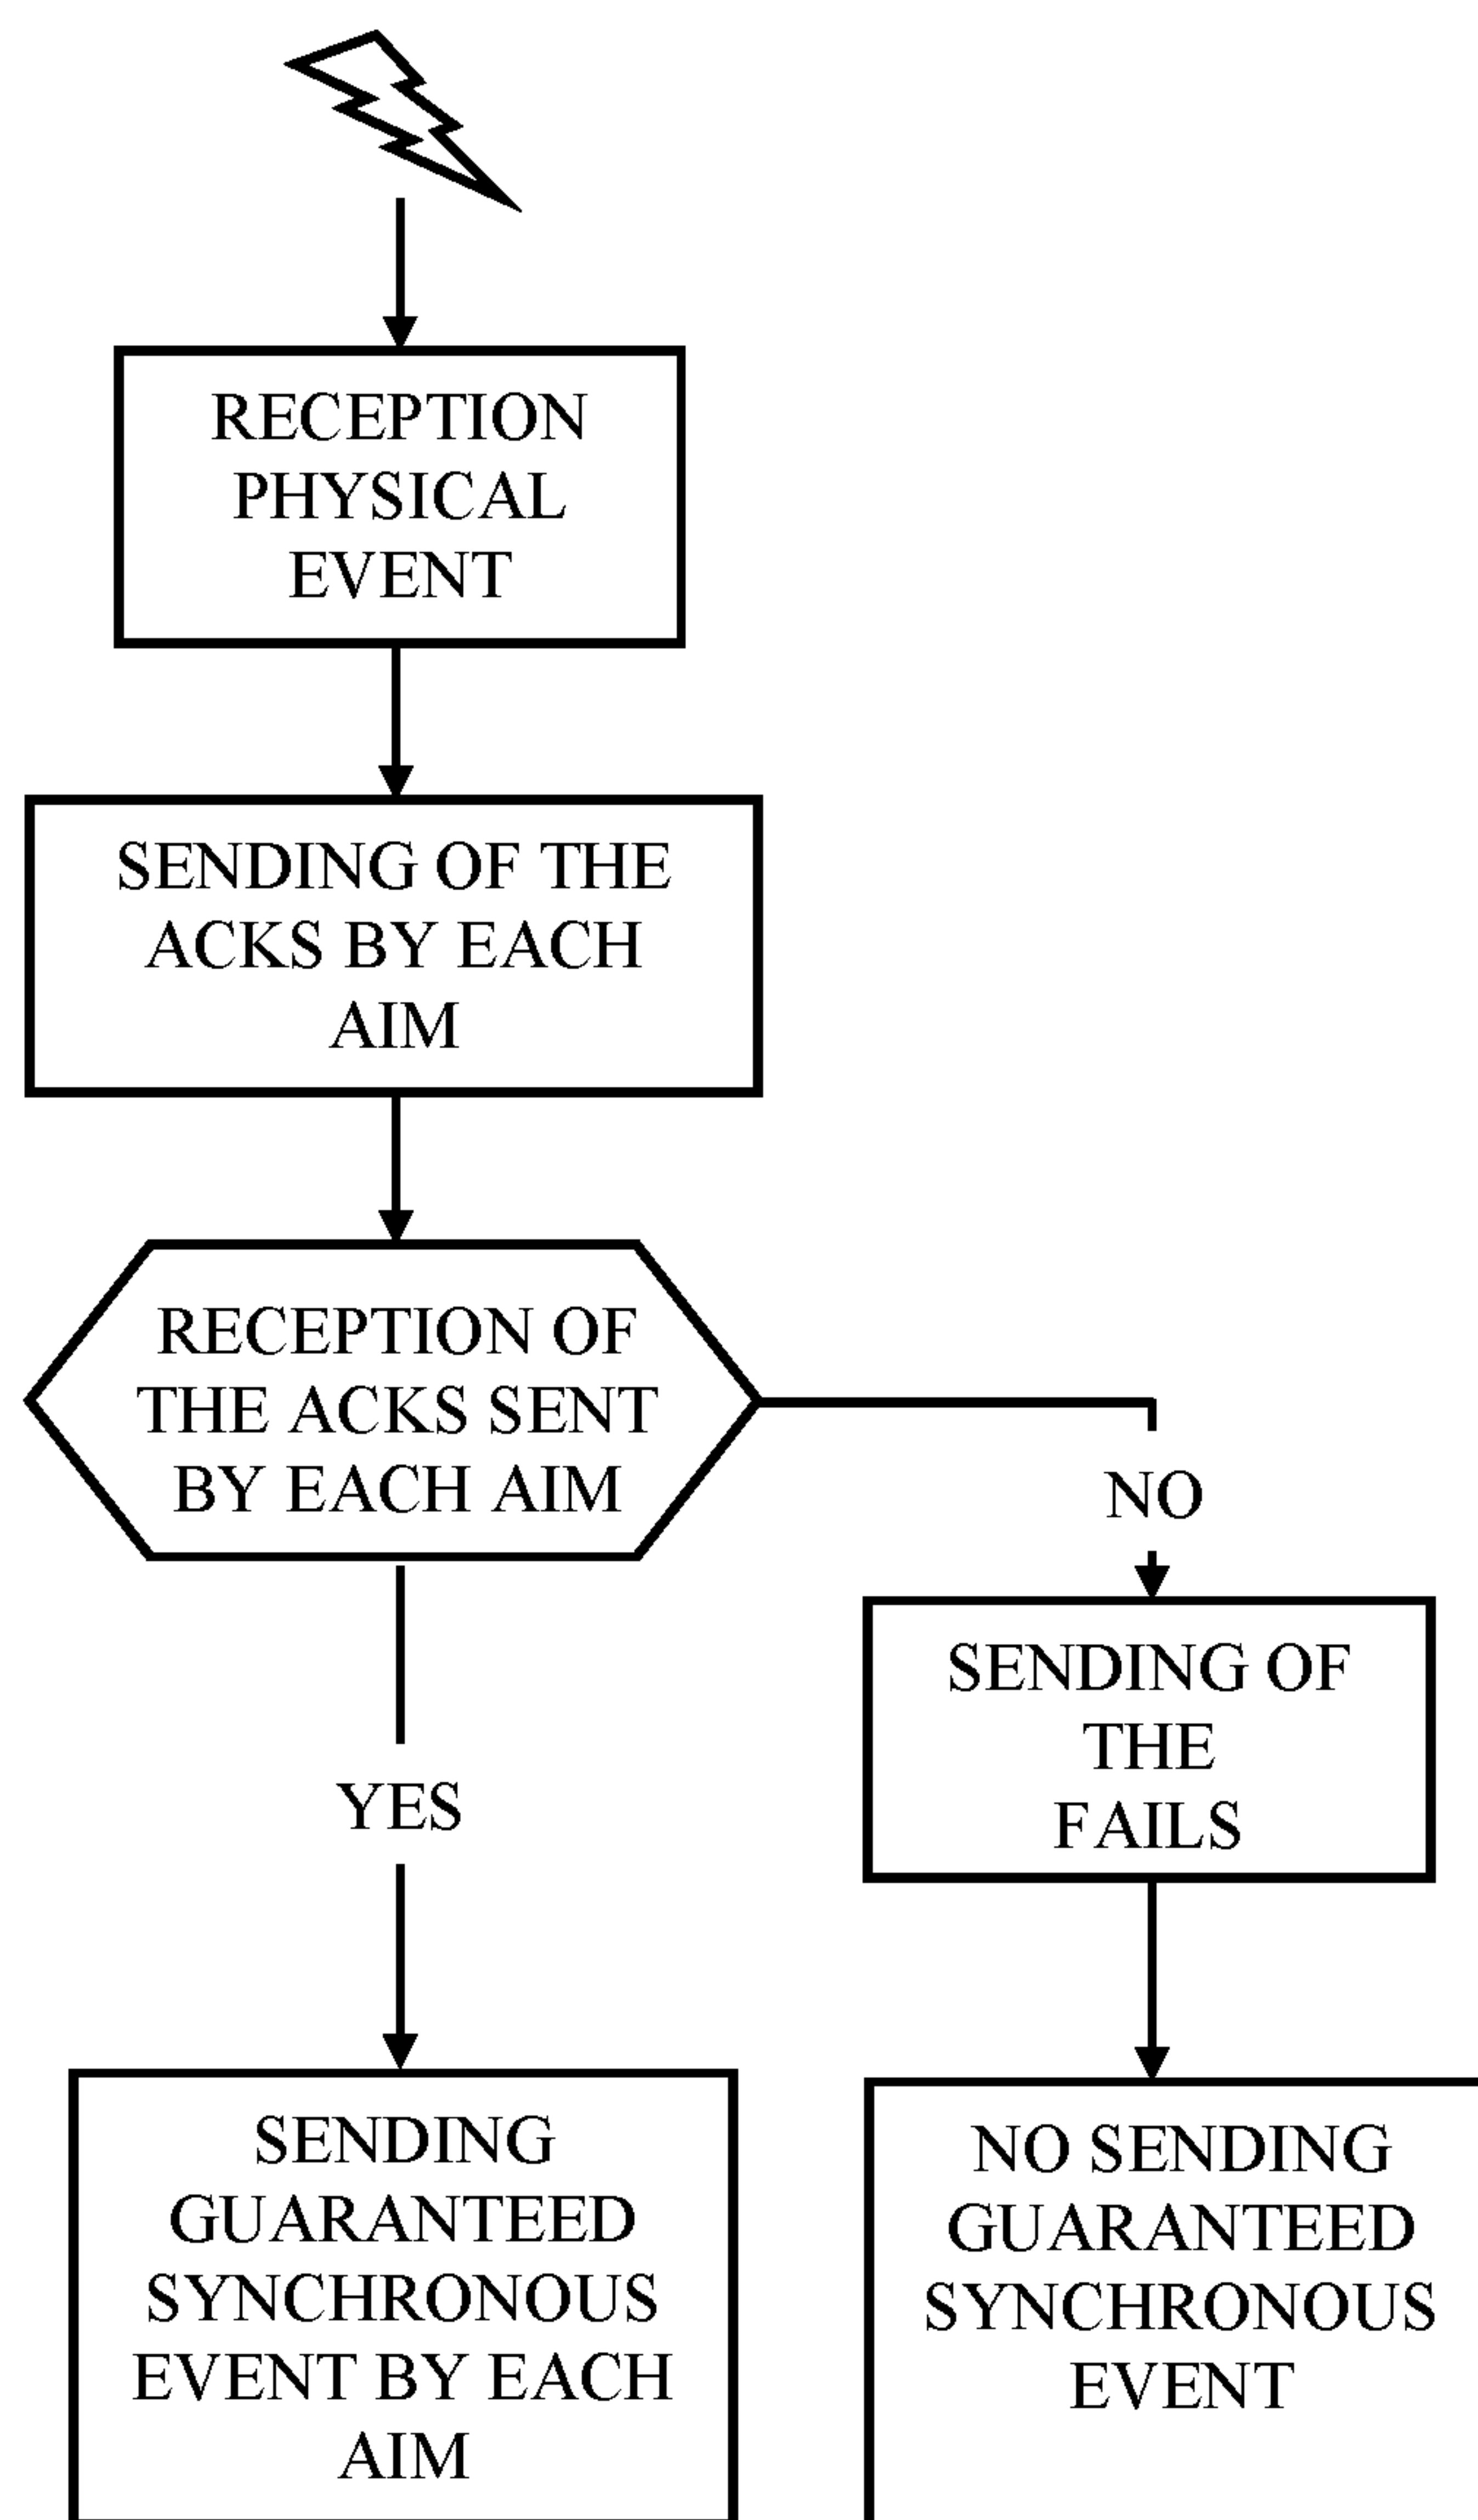 RECEPTION
PHYSICAL
EVENT
SENDING OF THE
ACKS BY EACH
AIM
RECEPTION OF
THE ACKS SENT
BY EACH AIM
NO
SENDING OF
THE
FAILS
YES
SENDING
GUARANTEED
SYNCHRONOUS
EVENT BY EACH
AIM
NO SENDING
GUARANTEED
SYNCHRONOUS
EVENT